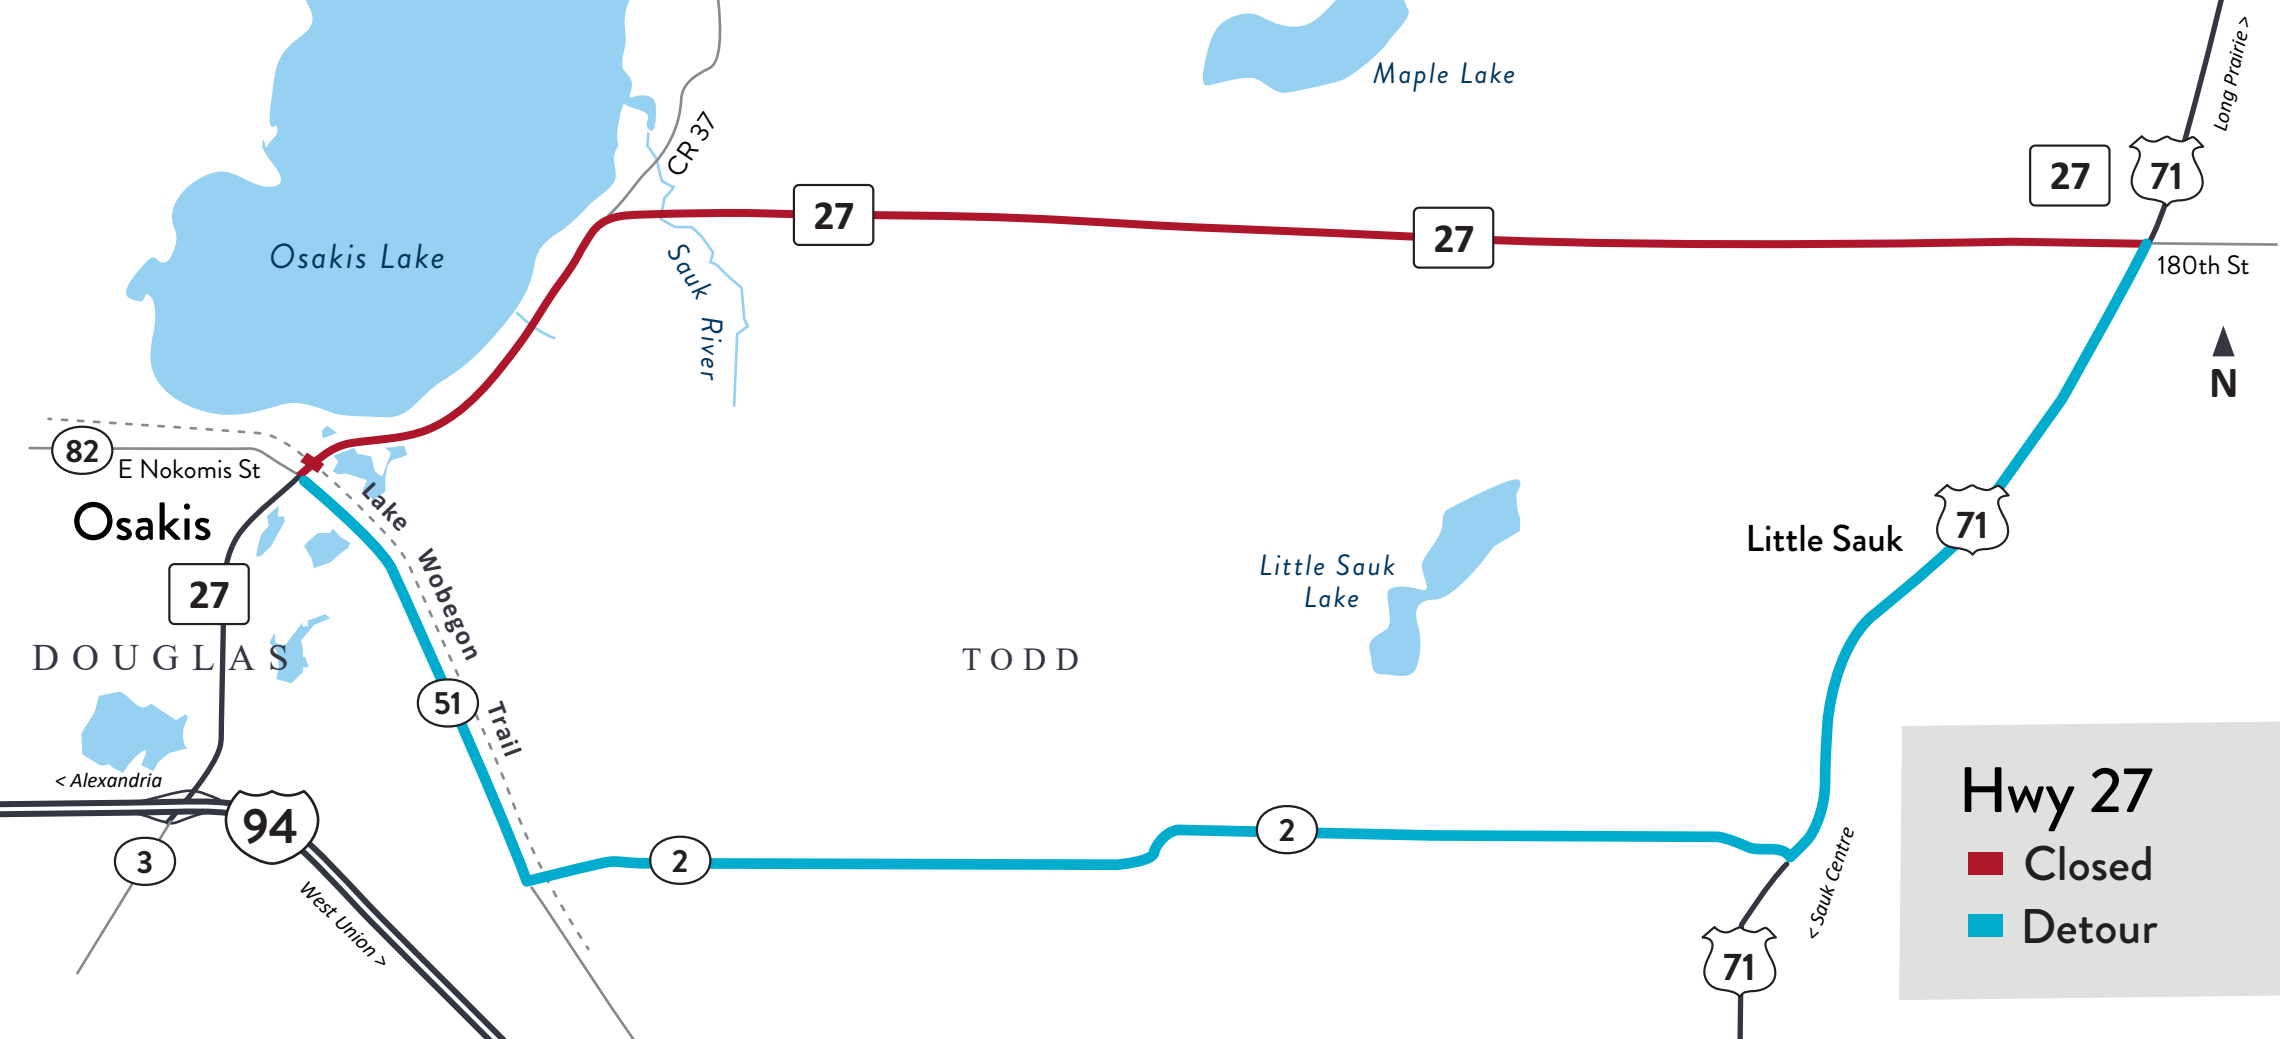 Maple Lake
Long Prairie >
CR 37
27
71
27
27
Osakis Lake
Sauk River
180th St
N
82
E Nokomis St
Osakis
Lake Wobegon Trail
71
Little Sauk
Little Sauk
Lake
27
DOUGLAS
TODD
51
< Alexandria
94
3
West Union >
2
2
< Sauk Centre
71
Hwy 27
Closed
Detour